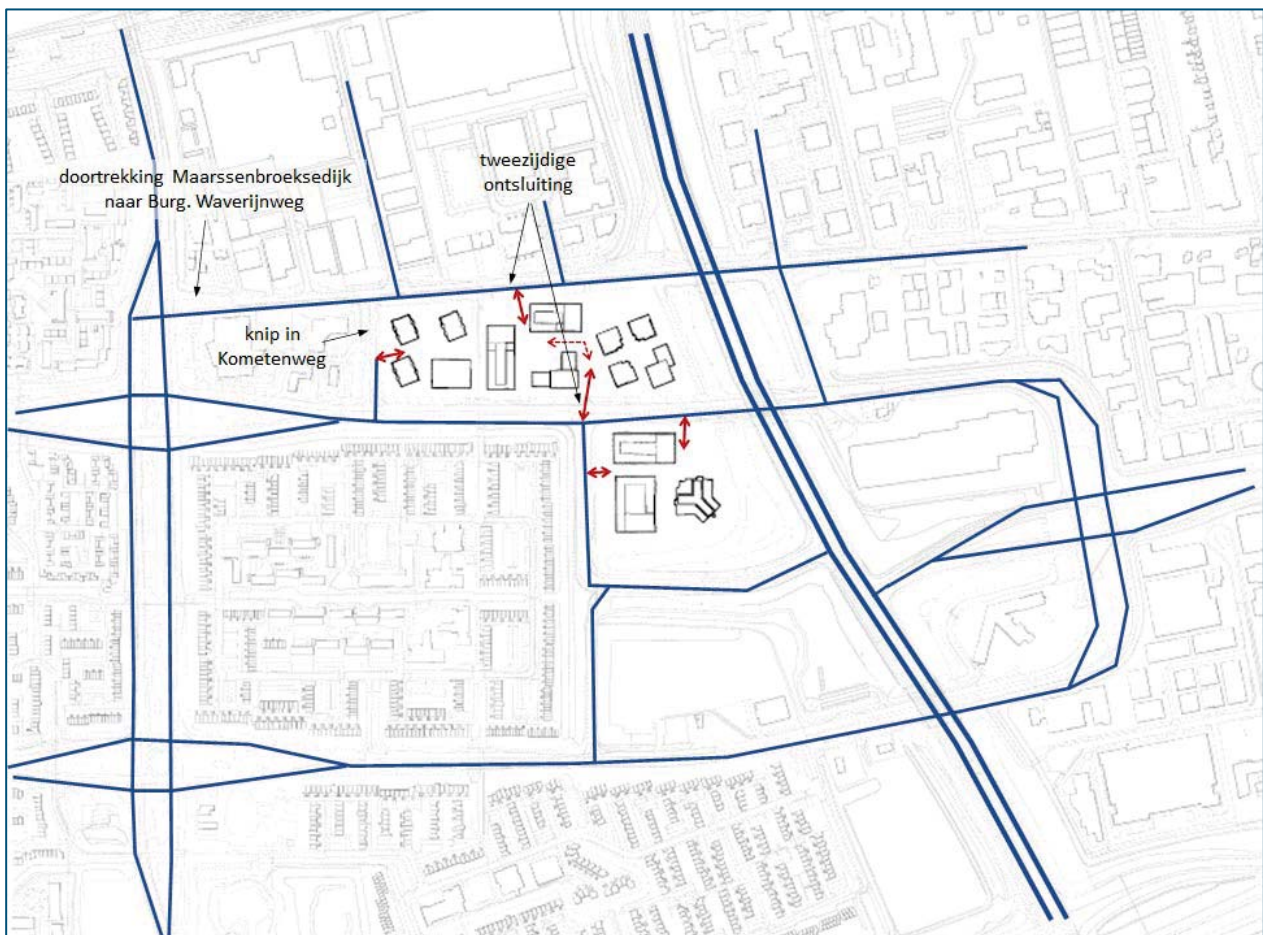 doortrekking Maarssenbroeksedijk
naar Burg. Waverijnweg
tweezijdige
ontsluiting
knip in
Kometenweg